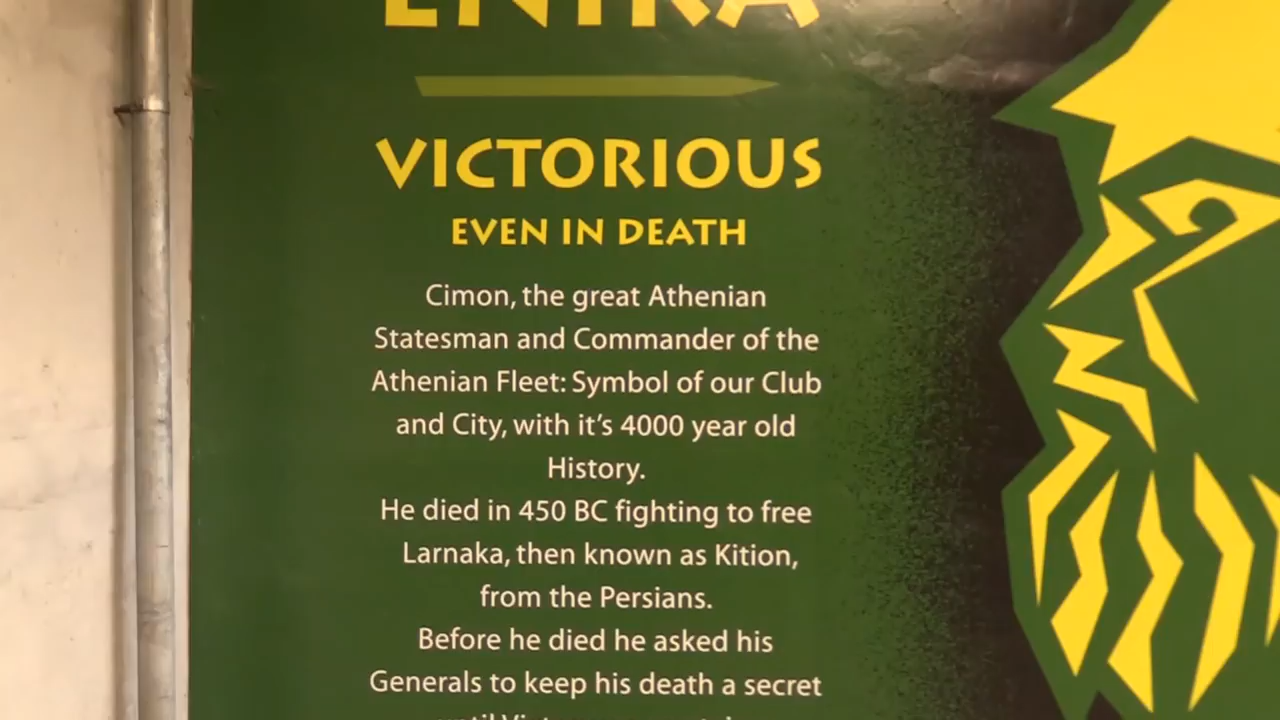 VICTORIOUS
EVEN IN DEATH
Cimon, the great Athenian
Statesman and Commander of the
Athenian Fleet: Symbol of our Club
and City, with it's 4000 year old
History.
He died in 450 BC fighting to free
Larnaka, then known as Kition,
from the Persians.
Before he died he asked his
Generals to keep his death a secret